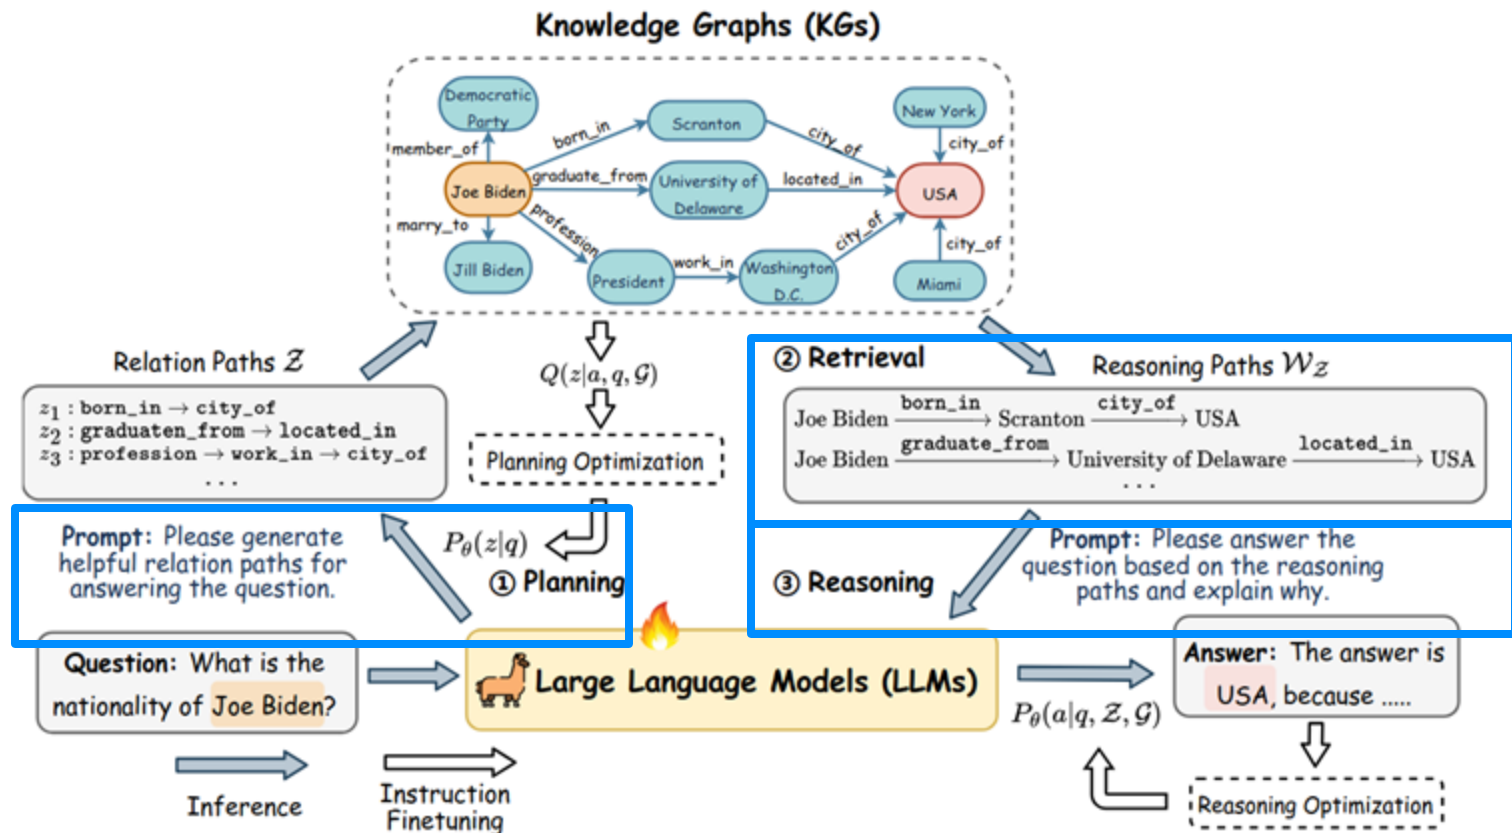 Knowledge Graphs (KGs)
Democratic
Party
member_of
Joe Biden
marry_to
Jill Biden
born_in
Scranton
city_of
graduate_from
University of
Delaware
located_in
profession
President
work_in
Washington
D.C.
city_of
New York
city_of
USA
city_of
Miami
Relation Paths 𝒵
z₁ : born_in → city_of
z₂ : graduaten_from → located_in
z₃ : profession → work_in → city_of
...
Q(z|a, q, 𝒢)
Planning Optimization
P_θ(z|q)
② Retrieval
Reasoning Paths 𝒲_𝒵
born_in city_of
Joe Biden → Scranton → USA
graduate_from located_in
Joe Biden → University of Delaware → USA
...
Prompt: Please generate
helpful relation paths for
answering the question.
① Planning
③ Reasoning
Prompt: Please answer the
question based on the reasoning
paths and explain why.
Question: What is the
nationality of Joe Biden?
Large Language Models (LLMs)
P_θ(a|q, 𝒵, 𝒢)
Answer: The answer is
USA, because .....
Inference
Instruction
Finetuning
Reasoning Optimization